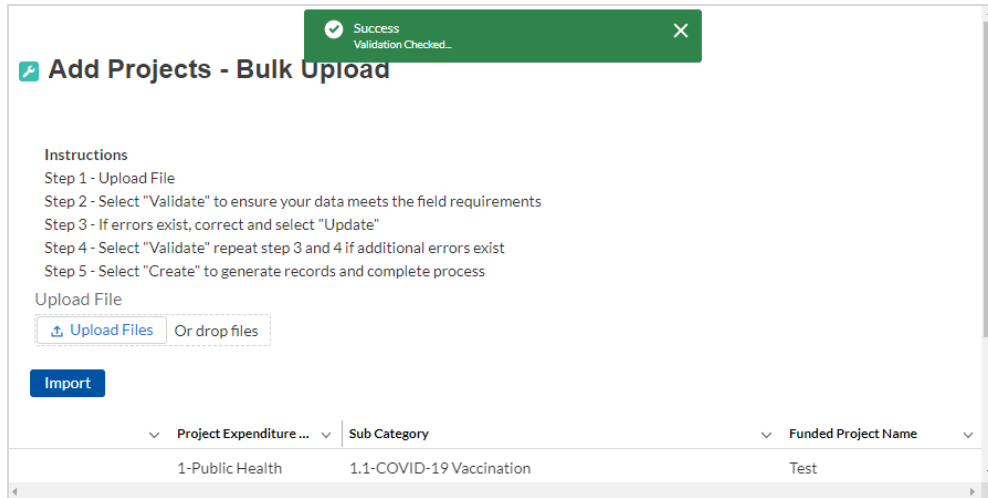 Success
Validation Checked...
Add Projects - Bulk Upload
Instructions
Step 1 - Upload File
Step 2 - Select "Validate" to ensure your data meets the field requirements
Step 3 - If errors exist, correct and select "Update"
Step 4 - Select "Validate" repeat step 3 and 4 if additional errors exist
Step 5 - Select "Create" to generate records and complete process
Upload File
Upload Files Or drop files
Import
Project Expenditure ... Sub Category Funded Project Name
1-Public Health 1.1-COVID-19 Vaccination Test